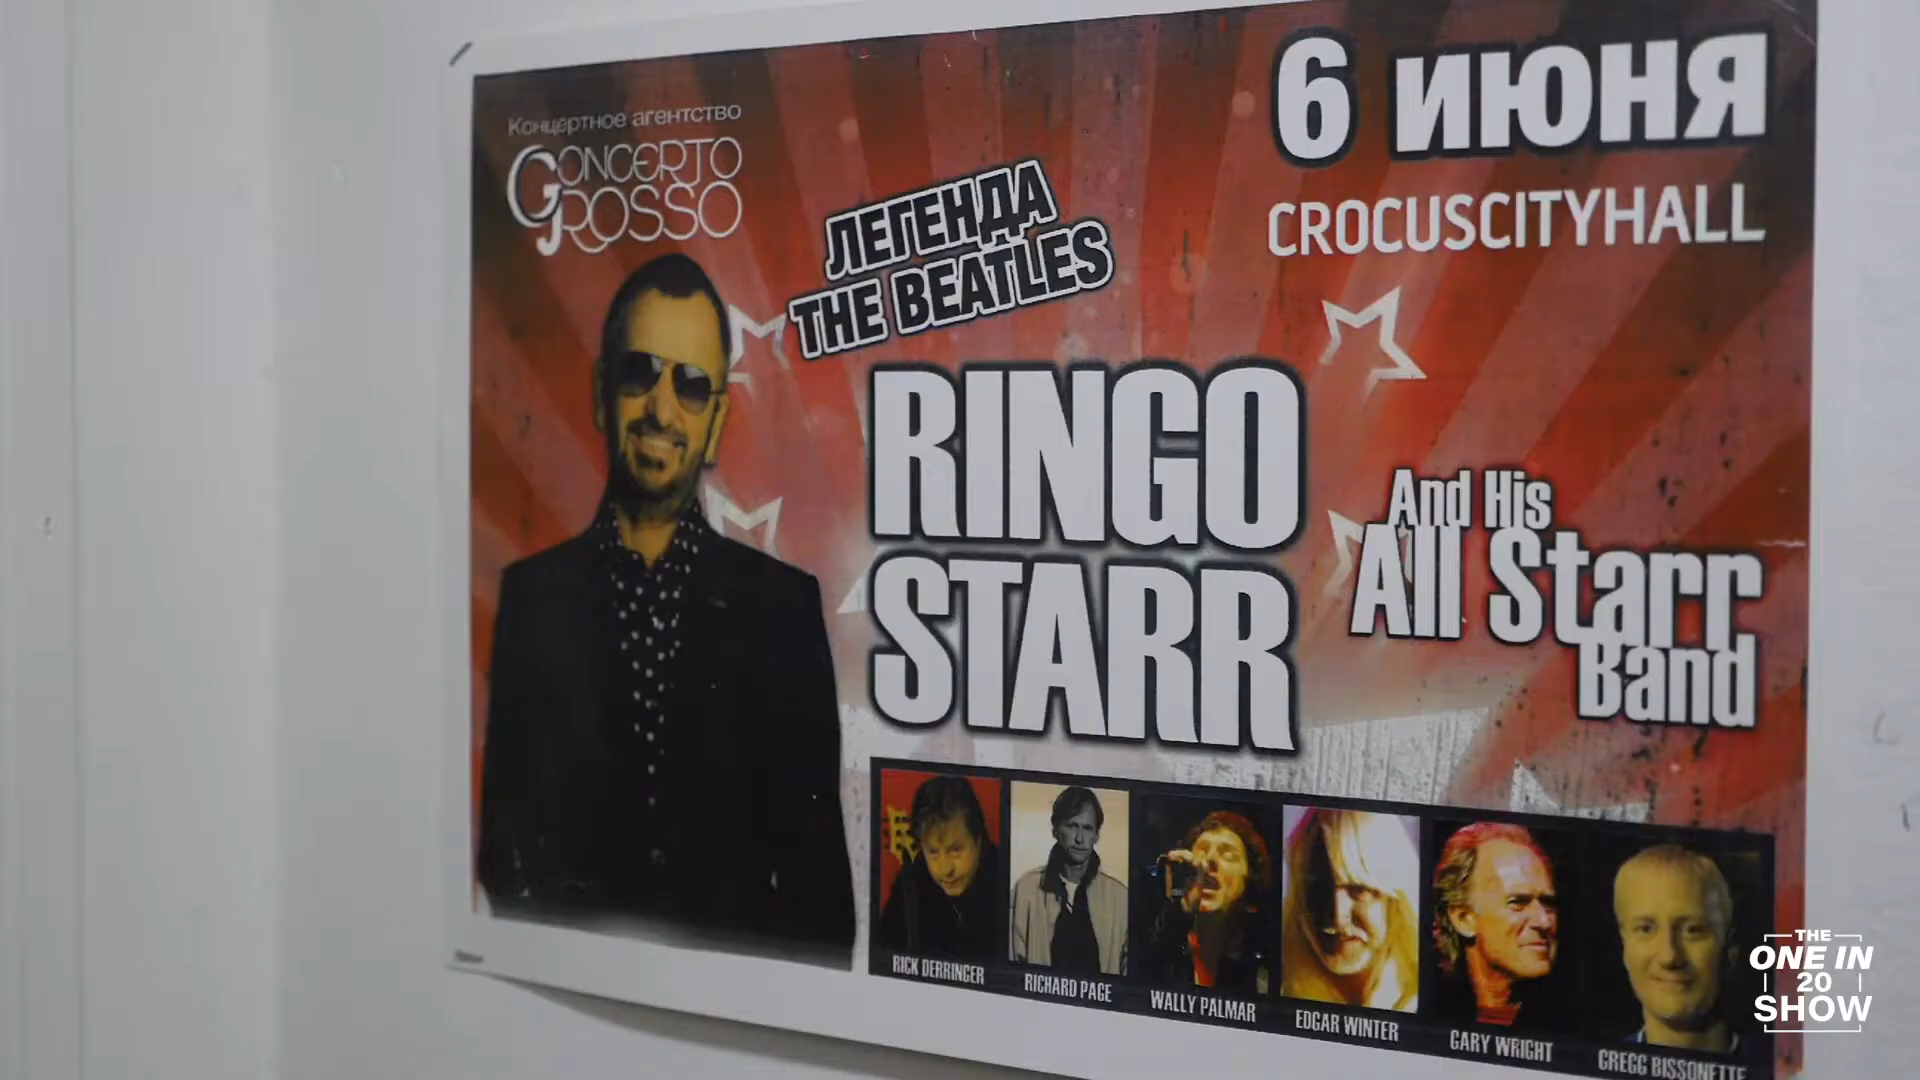 Концертное агентство
CONCERTO
GROSSO
6 ИЮНЯ
CROCUSCITYHALL
ЛЕГЕНДА
THE BEATLES
RINGO
STARR
And His
All Starr
Band
RICK DERRINGER
RICHARD PAGE
WALLY PALMAR
EDGAR WINTER
GARY WRIGHT
GREGG BISSONETTE
THE
ONE IN
20
SHOW